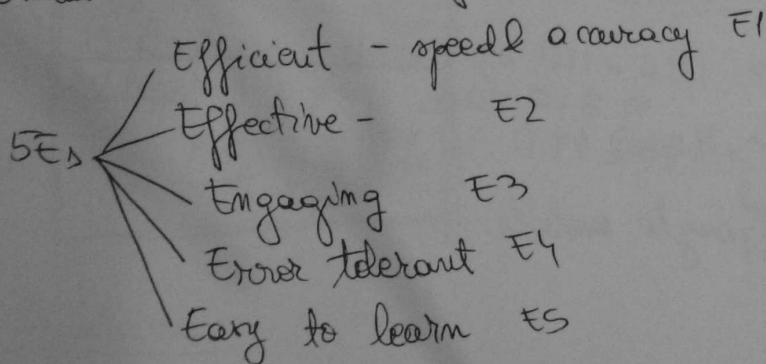 Efficient - speed & accuracy E1
Effective - E2
5Es
Engaging E3
Error tolerant E4
Easy to learn E5